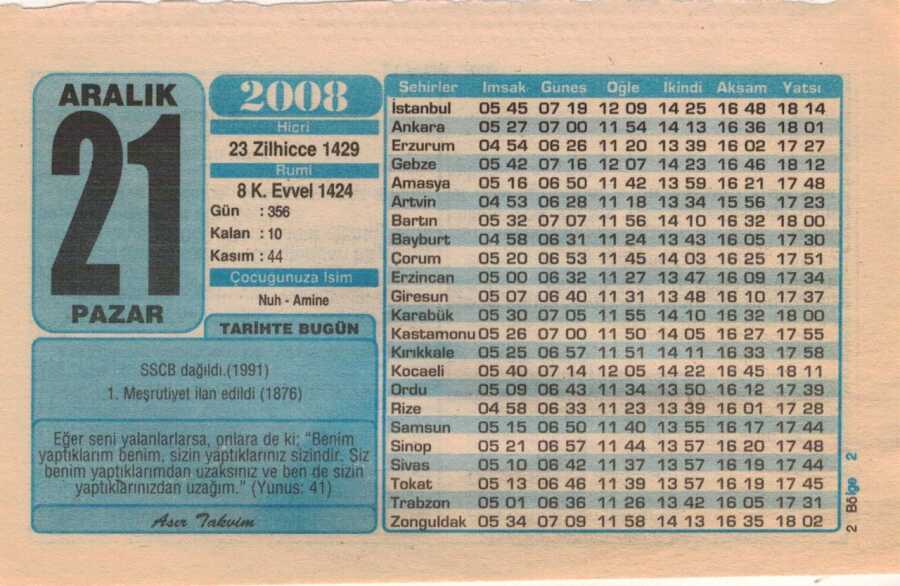 ARALIK
21
PAZAR
2008
Hicri
23 Zilhicce 1429
Rumi
8 K. Evvel 1424
Gün : 356
Kalan : 10
Kasım : 44
Çocuğunuza İsim
Nuh - Amine
TARİHTE BUGÜN
SSCB dağıldı.(1991)
1. Meşrutiyet ilan edildi (1876)
Eğer seni yalanlarlarsa, onlara de ki; "Benim
yaptıklarım benim, sizin yaptıklarınız sizindir. Siz
benim yaptıklarımdan uzaksınız ve ben de sizin
yaptıklarınızdan uzağım." (Yunus: 41)
Asır Takvim
Şehirler İmsak Güneş Öğle İkindi Akşam Yatsı
İstanbul 05 45 07 19 12 09 14 25 16 48 18 14
Ankara 05 27 07 00 11 54 14 13 16 36 18 01
Erzurum 04 54 06 26 11 20 13 39 16 02 17 27
Gebze 05 42 07 16 12 07 14 23 16 46 18 12
Amasya 05 16 06 50 11 42 13 59 16 21 17 48
Artvin 04 53 06 28 11 18 13 34 15 56 17 23
Bartın 05 32 07 07 11 56 14 10 16 32 18 00
Bayburt 04 58 06 31 11 24 13 43 16 05 17 30
Çorum 05 20 06 53 11 45 14 03 16 25 17 51
Erzincan 05 00 06 32 11 27 13 47 16 09 17 34
Giresun 05 07 06 40 11 31 13 48 16 10 17 37
Karabük 05 30 07 05 11 55 14 10 16 32 18 00
Kastamonu 05 26 07 00 11 50 14 05 16 27 17 55
Kırıkkale 05 25 06 57 11 51 14 11 16 33 17 58
Kocaeli 05 40 07 14 12 05 14 22 16 45 18 11
Ordu 05 09 06 43 11 34 13 50 16 12 17 39
Rize 04 58 06 33 11 23 13 39 16 01 17 28
Samsun 05 15 06 50 11 40 13 55 16 17 17 44
Sinop 05 21 06 57 11 44 13 57 16 20 17 48
Sivas 05 10 06 42 11 37 13 57 16 19 17 44
Tokat 05 13 06 46 11 39 13 57 16 19 17 45
Trabzon 05 01 06 36 11 26 13 42 16 05 17 31
Zonguldak 05 34 07 09 11 58 14 13 16 35 18 02
2 Bölge 2